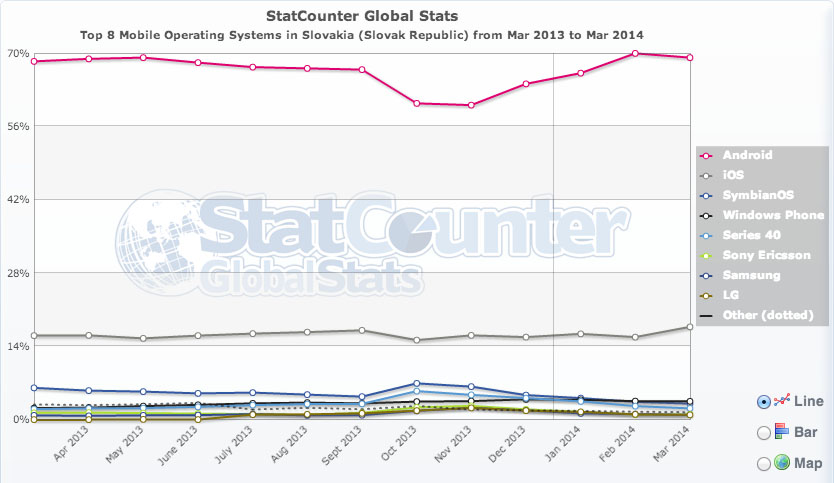 StatCounter Global Stats
Top 8 Mobile Operating Systems in Slovakia (Slovak Republic) from Mar 2013 to Mar 2014
70%
56%
42%
28%
14%
0%
StatCounter
GlobalStats
Apr 2013
May 2013
June 2013
July 2013
Aug 2013
Sept 2013
Oct 2013
Nov 2013
Dec 2013
Jan 2014
Feb 2014
Mar 2014
Android
iOS
SymbianOS
Windows Phone
Series 40
Sony Ericsson
Samsung
LG
Other (dotted)
Line
Bar
Map